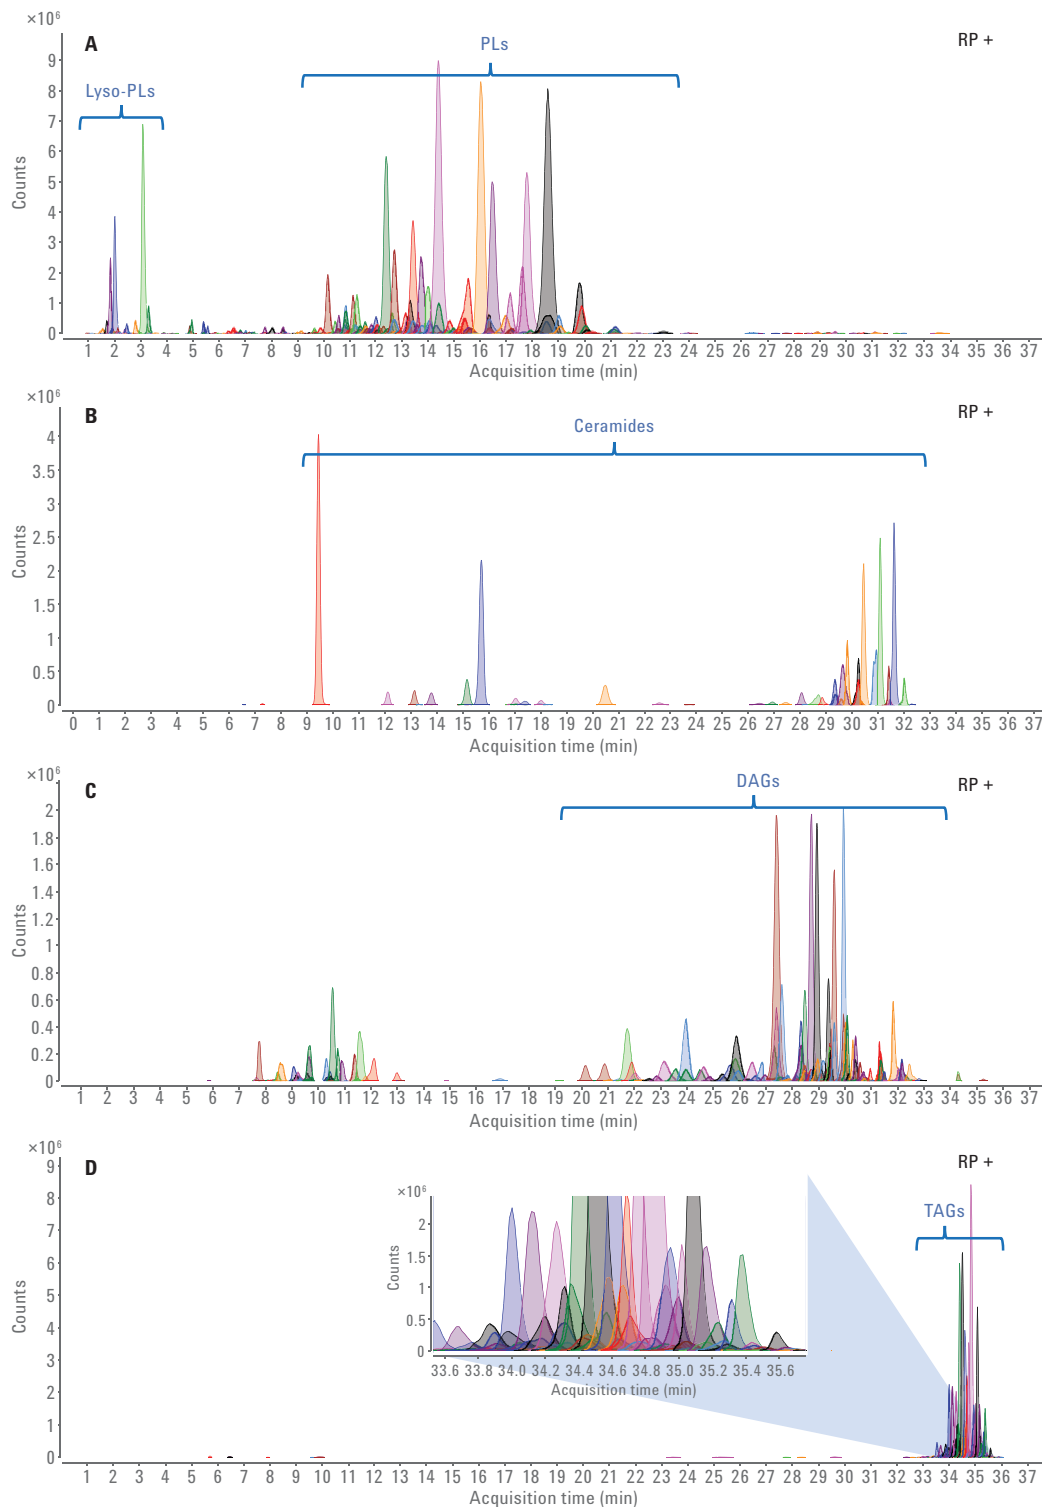 ×10⁶
A
PLs
RP +
Lyso-PLs
9
8
7
6
5
4
3
2
1
0
Counts
1 2 3 4 5 6 7 8 9 10 11 12 13 14 15 16 17 18 19 20 21 22 23 24 25 26 27 28 29 30 31 32 33 34 35 36 37
Acquisition time (min)
×10⁶
B
Ceramides
RP +
4
3.5
3
2.5
2
1.5
1
0.5
0
Counts
0 1 2 3 4 5 6 7 8 9 10 11 12 13 14 15 16 17 18 19 20 21 22 23 24 25 26 27 28 29 30 31 32 33 34 35 36 37
Acquisition time (min)
×10⁶
C
DAGs
RP +
2
1.8
1.6
1.4
1.2
1
0.8
0.6
0.4
0.2
0
Counts
1 2 3 4 5 6 7 8 9 10 11 12 13 14 15 16 17 18 19 20 21 22 23 24 25 26 27 28 29 30 31 32 33 34 35 36 37
Acquisition time (min)
×10⁶
D
RP +
TAGs
9
8
7
6
5
4
3
2
1
0
Counts
×10⁶
2
1.5
1
0.5
0
Counts
33.6 33.8 34.0 34.2 34.4 34.6 34.8 35.0 35.2 35.4 35.6
Acquisition time (min)
1 2 3 4 5 6 7 8 9 10 11 12 13 14 15 16 17 18 19 20 21 22 23 24 25 26 27 28 29 30 31 32 33 34 35 36 37
Acquisition time (min)